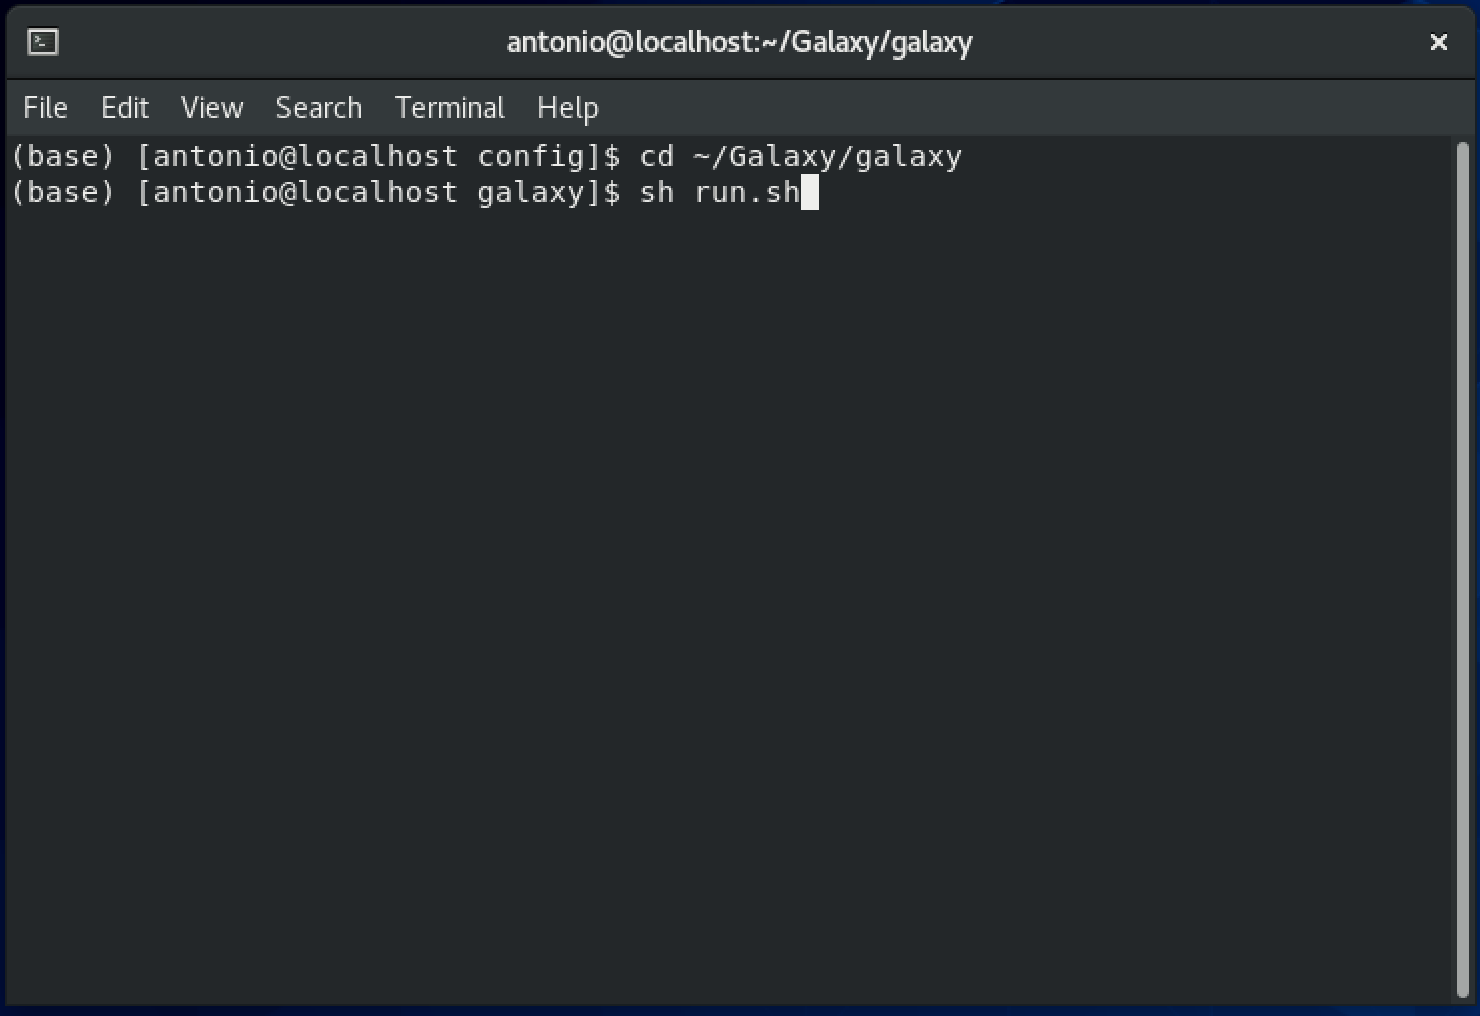 antonio@localhost:~/Galaxy/galaxy
File Edit View Search Terminal Help
(base) [antonio@localhost config]$ cd ~/Galaxy/galaxy
(base) [antonio@localhost galaxy]$ sh run.sh